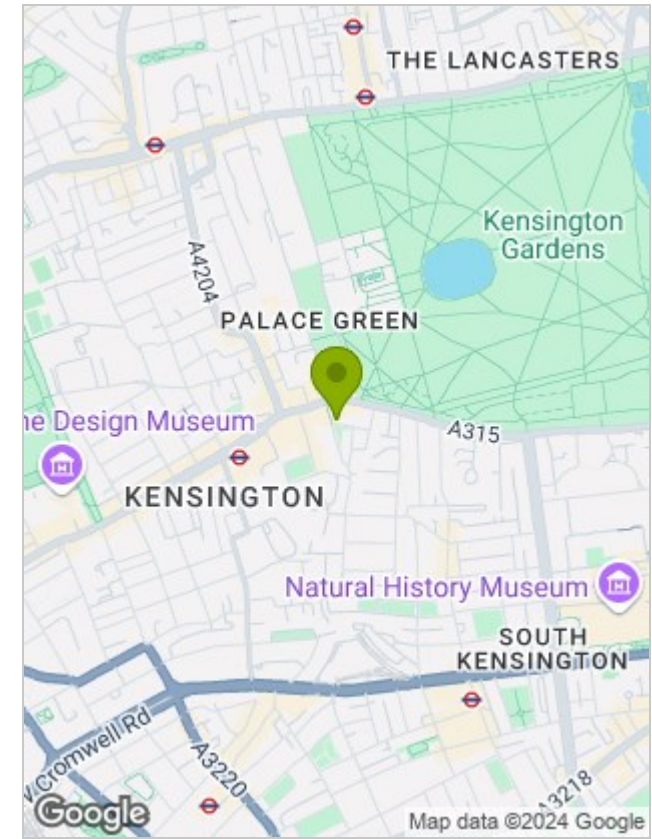 THE LANCASTERS
Kensington
Gardens
A4204
PALACE GREEN
ne Design Museum
A315
KENSINGTON
Natural History Museum
SOUTH
KENSINGTON
W Cromwell Rd
A3220
A3218
Google
Map data ©2024 Google